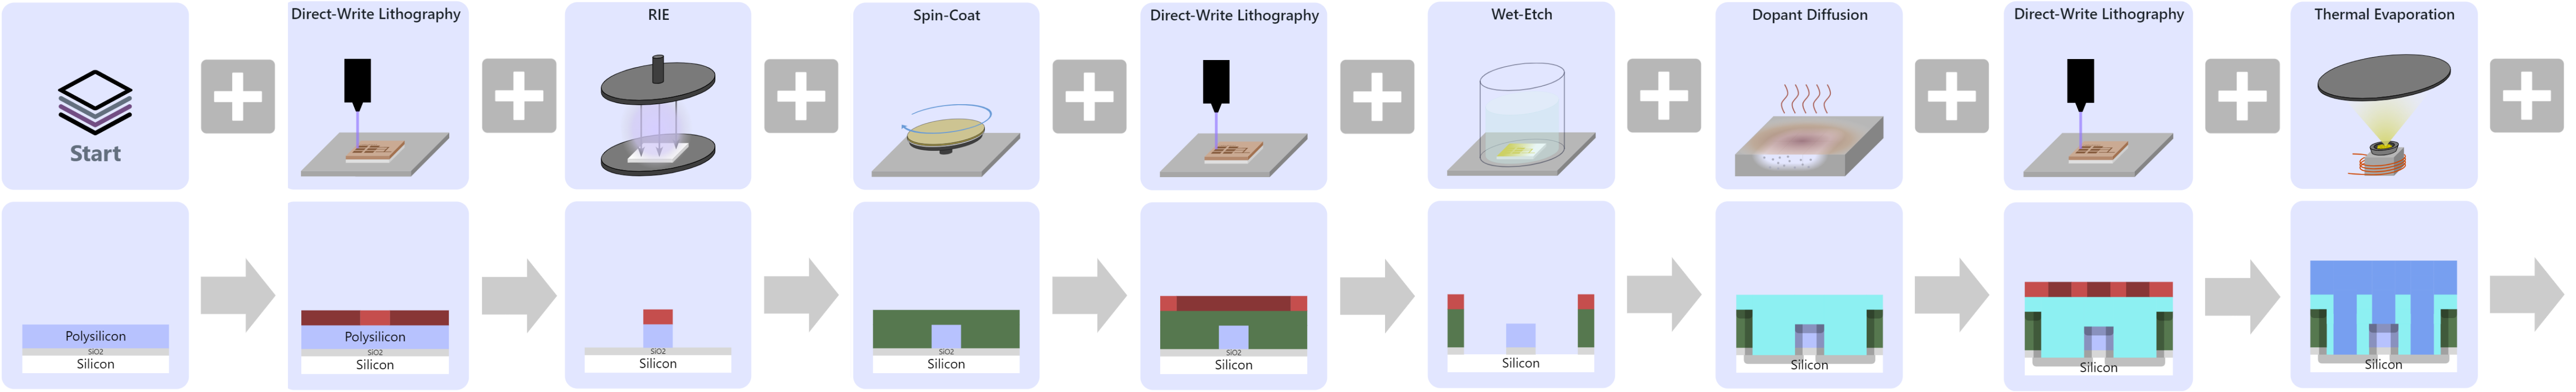 Direct-Write Lithography
RIE
Spin-Coat
Direct-Write Lithography
Wet-Etch
Dopant Diffusion
Direct-Write Lithography
Thermal Evaporation
Start
Polysilicon
SiO2
Silicon
Polysilicon
SiO2
Silicon
SiO2
Silicon
SiO2
Silicon
SiO2
Silicon
Silicon
Silicon
Silicon
Silicon